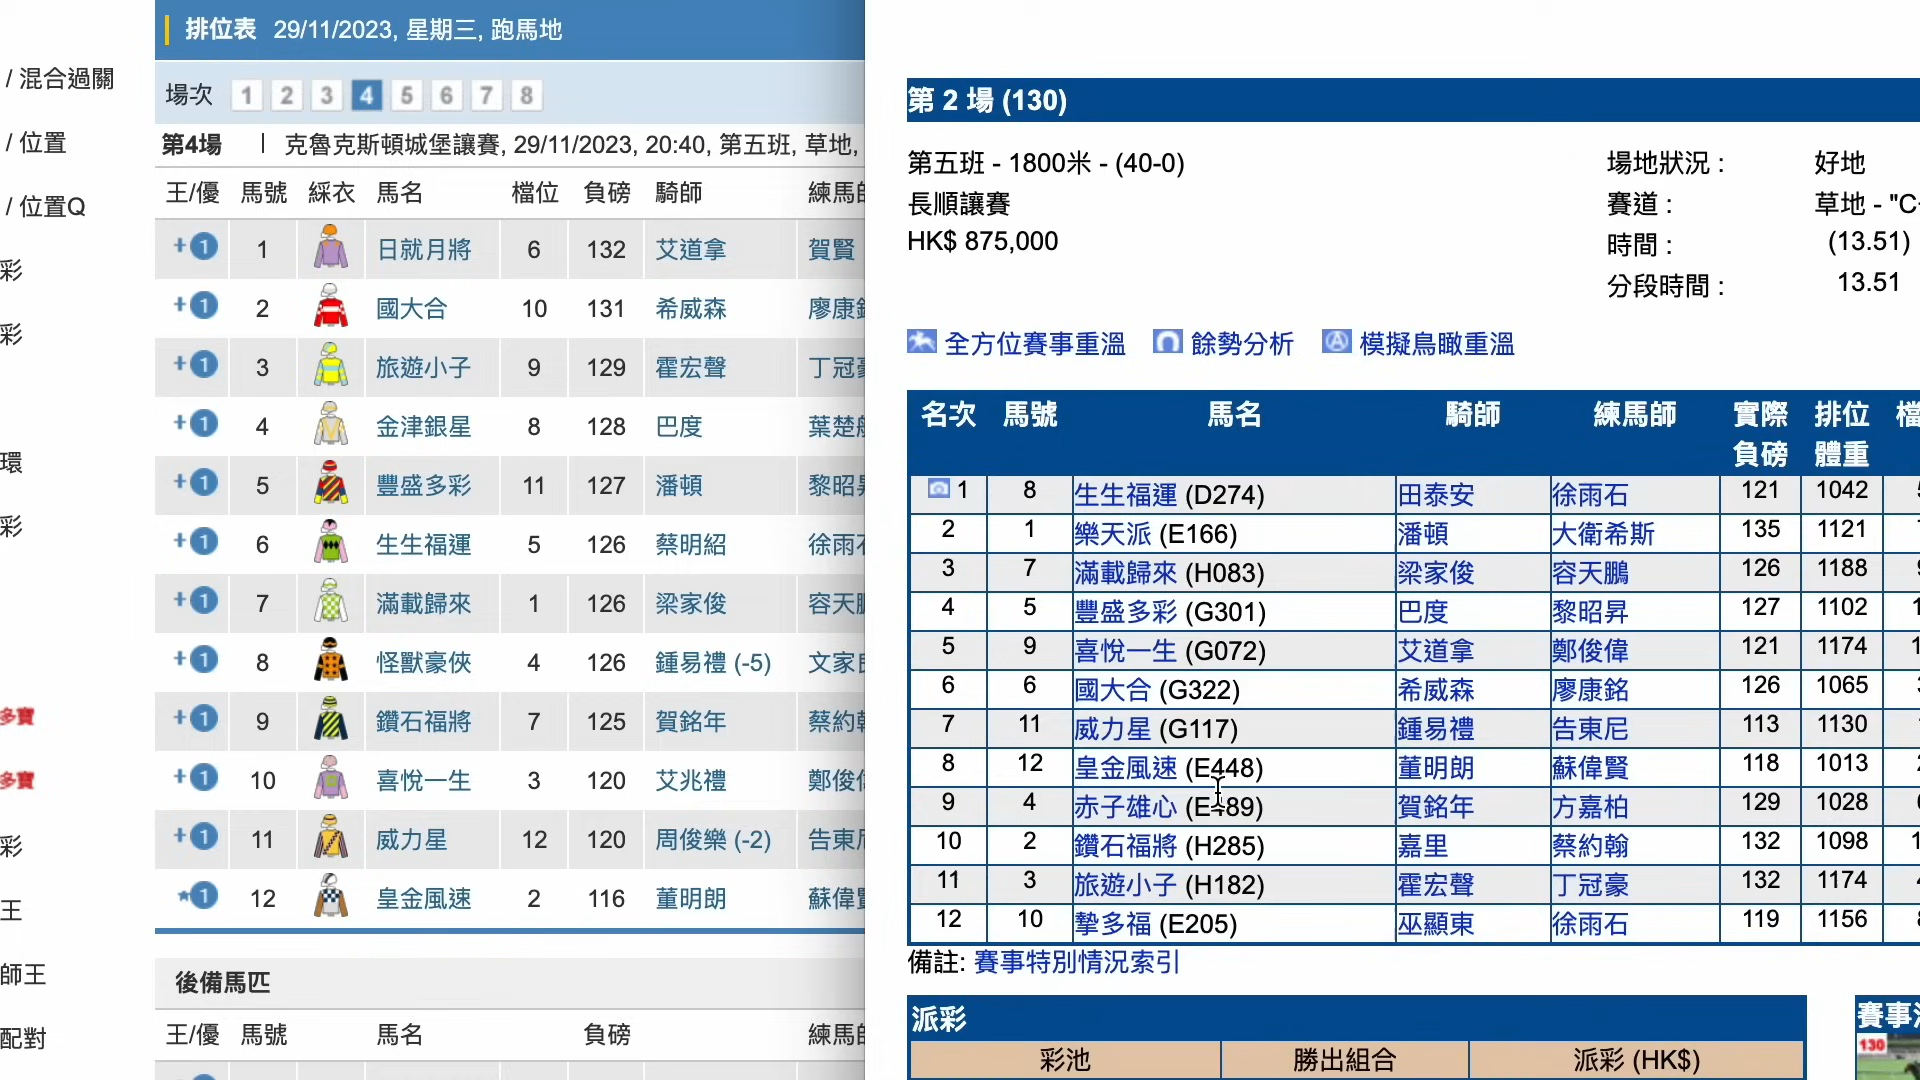 / 混合過關
/ 位置
/ 位置Q
彩
彩
環
彩
多寶
多寶
彩
王
師王
配對
排位表 29/11/2023, 星期三, 跑馬地
場次 1 2 3 4 5 6 7 8
第4場 | 克魯克斯頓城堡讓賽, 29/11/2023, 20:40, 第五班, 草地,
王/優 馬號 綵衣 馬名 檔位 負磅 騎師 練馬師
+1 1 日就月將 6 132 艾道拿 賀賢
+1 2 國大合 10 131 希威森 廖康
+1 3 旅遊小子 9 129 霍宏聲 丁冠
+1 4 金津銀星 8 128 巴度 葉楚
+1 5 豐盛多彩 11 127 潘頓 黎昭
+1 6 生生福運 5 126 蔡明紹 徐雨
+1 7 滿載歸來 1 126 梁家俊 容天
+1 8 怪獸豪俠 4 126 鍾易禮 (-5) 文家
+1 9 鑽石福將 7 125 賀銘年 蔡約
+1 10 喜悅一生 3 120 艾兆禮 鄭俊
+1 11 威力星 12 120 周俊樂 (-2) 告東
★1 12 皇金風速 2 116 董明朗 蘇偉
後備馬匹
王/優 馬號 馬名 負磅 練馬師
第 2 場 (130)
第五班 - 1800米 - (40-0) 場地狀況 : 好地
長順讓賽 賽道 : 草地 - "C
HK$ 875,000 時間 : (13.51)
分段時間 : 13.51
全方位賽事重溫 餘勢分析 模擬鳥瞰重溫
名次 馬號 馬名 騎師 練馬師 實際 排位
負磅 體重
1 8 生生福運 (D274) 田泰安 徐雨石 121 1042
2 1 樂天派 (E166) 潘頓 大衛希斯 135 1121
3 7 滿載歸來 (H083) 梁家俊 容天鵬 126 1188
4 5 豐盛多彩 (G301) 巴度 黎昭昇 127 1102
5 9 喜悅一生 (G072) 艾道拿 鄭俊偉 121 1174
6 6 國大合 (G322) 希威森 廖康銘 126 1065
7 11 威力星 (G117) 鍾易禮 告東尼 113 1130
8 12 皇金風速 (E448) 董明朗 蘇偉賢 118 1013
9 4 赤子雄心 (E489) 賀銘年 方嘉柏 129 1028
10 2 鑽石福將 (H285) 嘉里 蔡約翰 132 1098
11 3 旅遊小子 (H182) 霍宏聲 丁冠豪 132 1174
12 10 摯多福 (E205) 巫顯東 徐雨石 119 1156
備註: 賽事特別情況索引
派彩
彩池 勝出組合 派彩 (HK$)
賽事
130